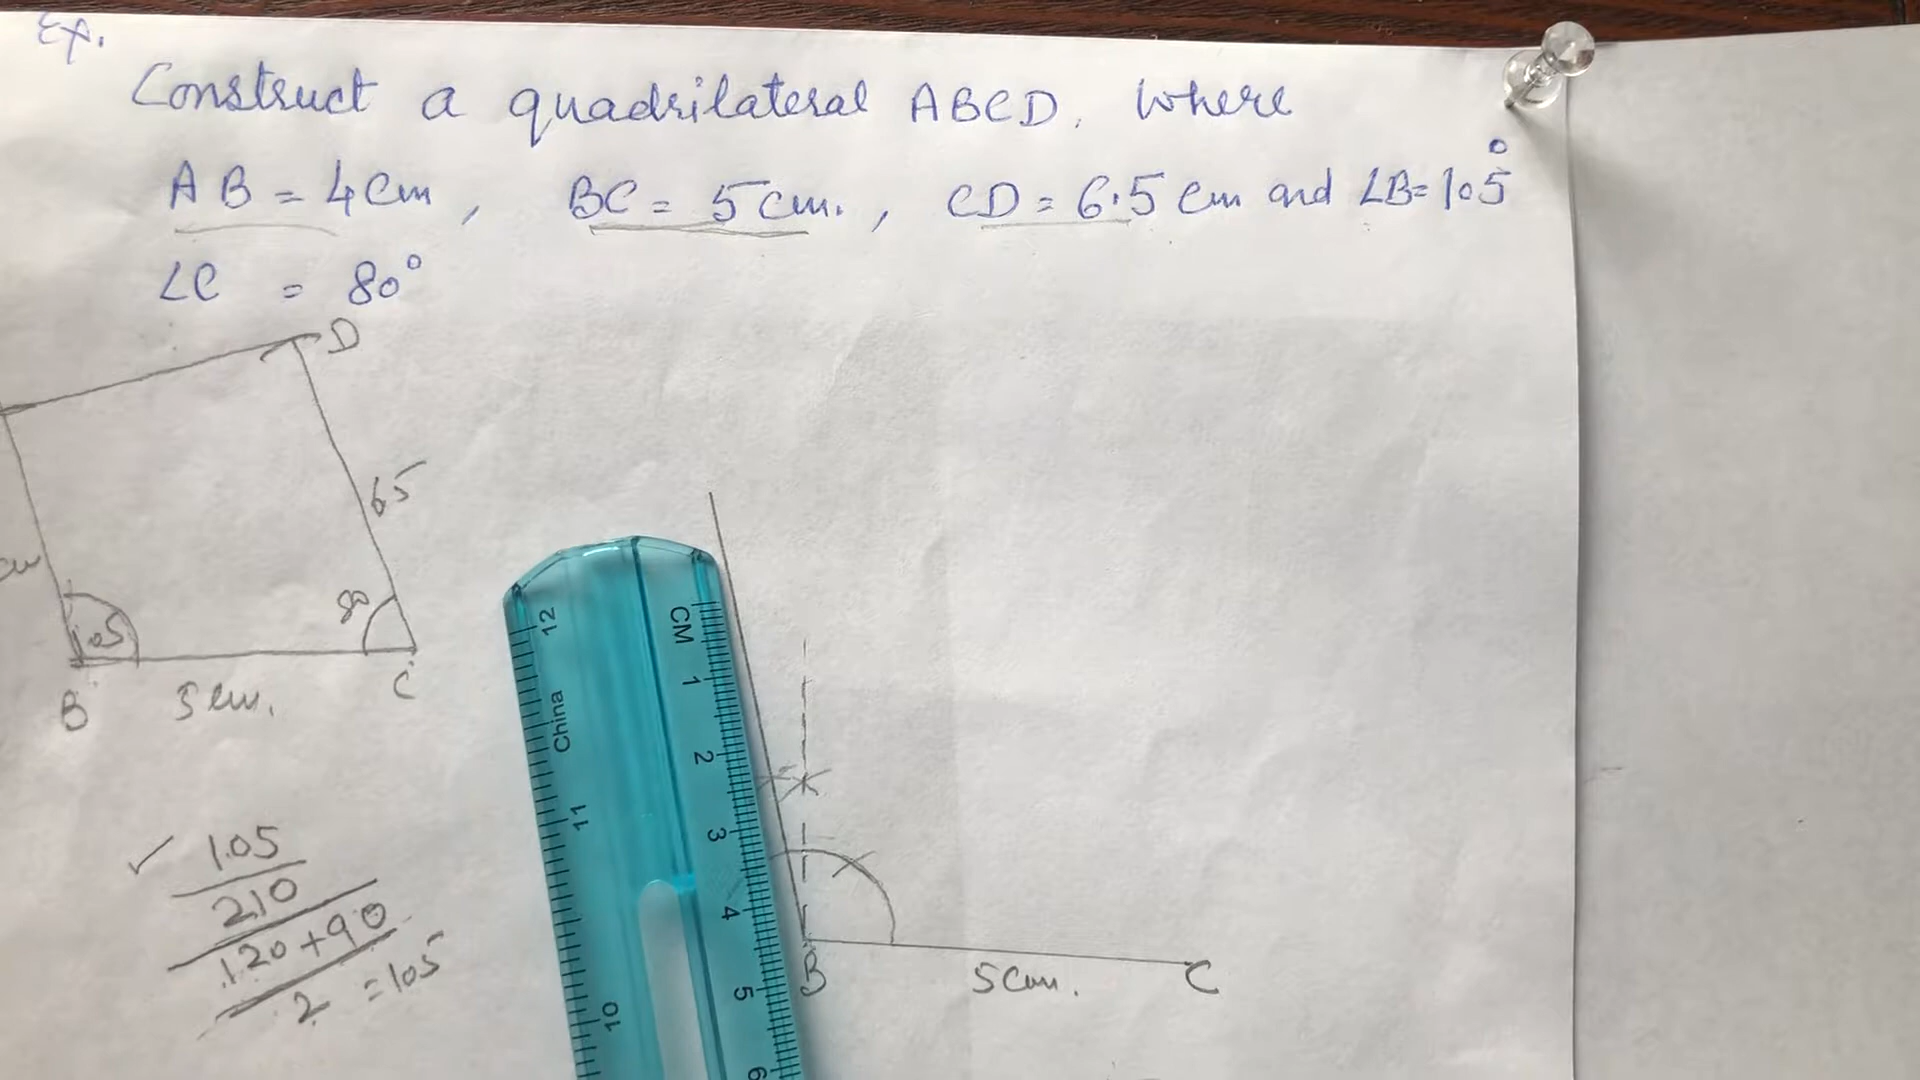 Ex.
Construct a quadrilateral ABCD, where
AB = 4cm, BC = 5cm., CD = 6.5 cm and ∠B=105°
∠C = 80°
D
65
80
105
B 5cm. C
✓ 105
210
120+90
2 =105
12 CM
1
China
2
11
3
4
5
10
6
B 5cm. C